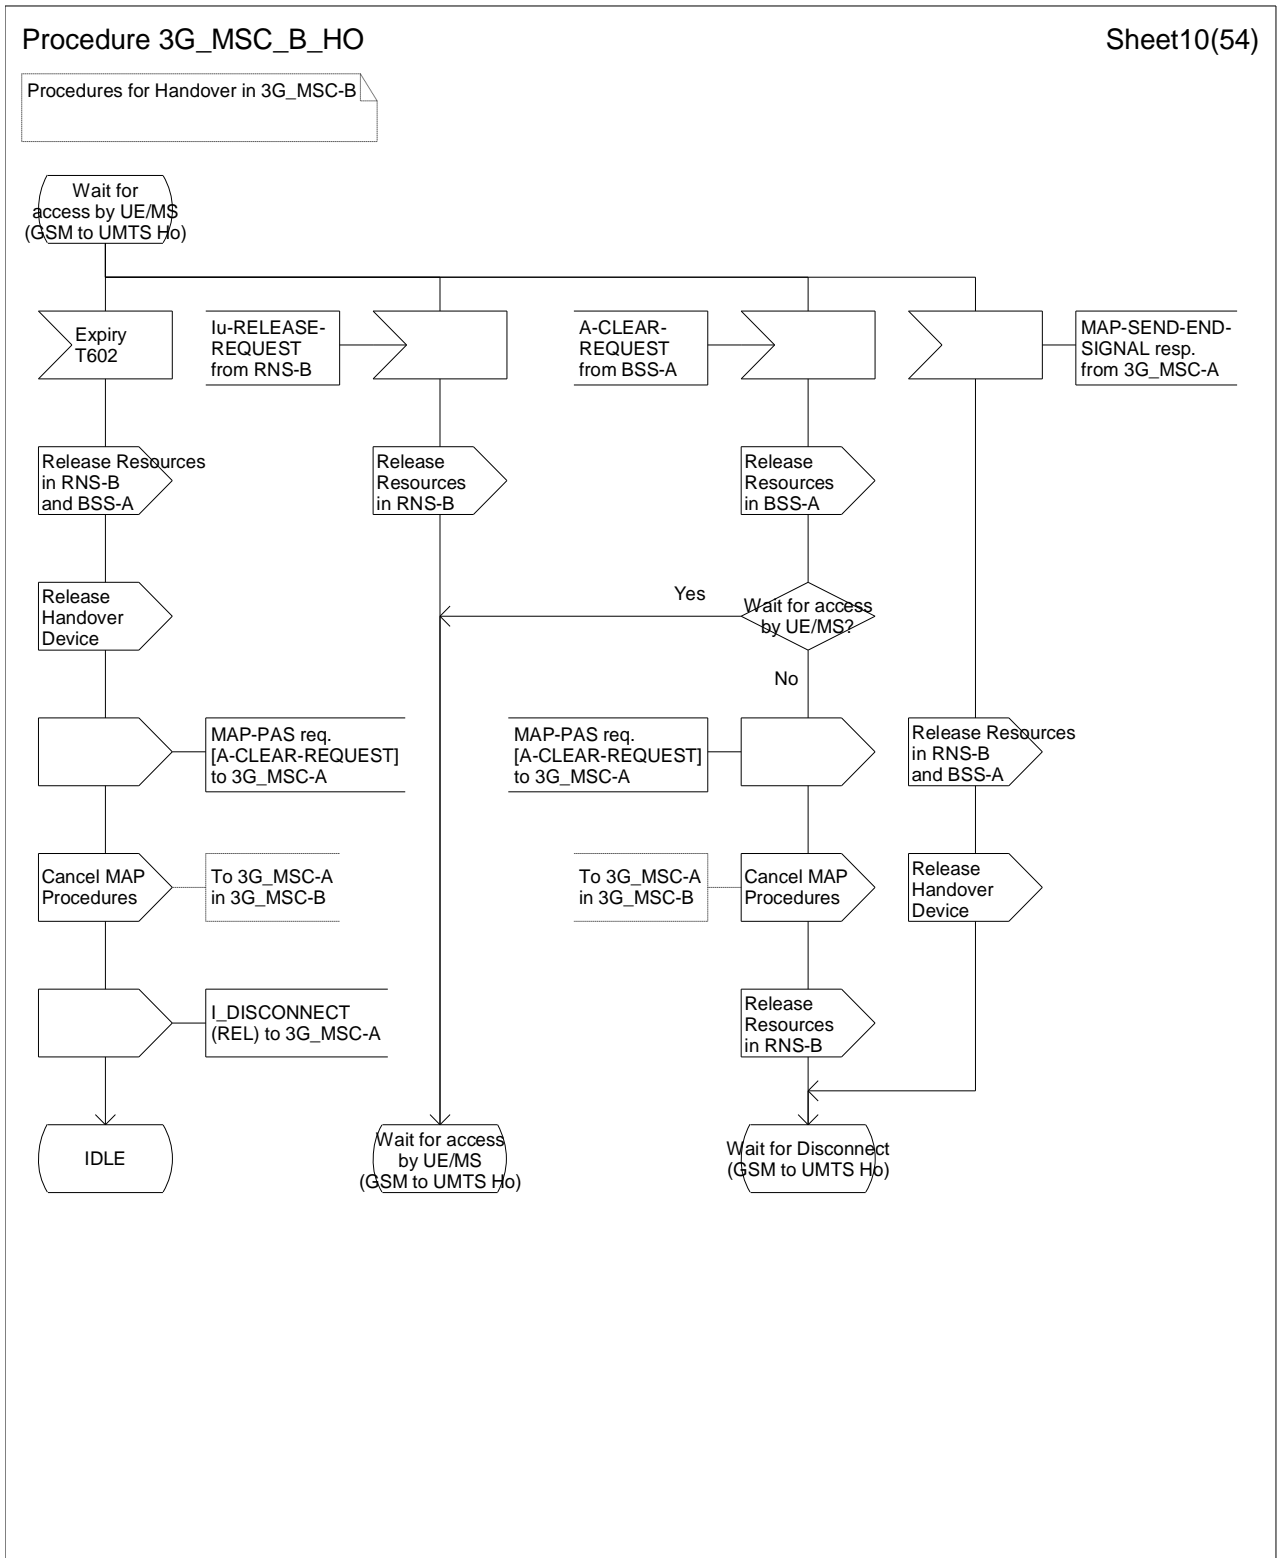 Procedure 3G_MSC_B_HO
Sheet10(54)
Procedures for Handover in 3G_MSC-B
Wait for
access by UE/MS
(GSM to UMTS Ho)
Expiry
T602
Iu-RELEASE-
REQUEST
from RNS-B
A-CLEAR-
REQUEST
from BSS-A
MAP-SEND-END-
SIGNAL resp.
from 3G_MSC-A
Release Resources
in RNS-B
and BSS-A
Release
Resources
in RNS-B
Release
Resources
in BSS-A
Release
Handover
Device
Yes
Wait for access
by UE/MS?
No
MAP-PAS req.
[A-CLEAR-REQUEST]
to 3G_MSC-A
MAP-PAS req.
[A-CLEAR-REQUEST]
to 3G_MSC-A
Release Resources
in RNS-B
and BSS-A
Cancel MAP
Procedures
To 3G_MSC-A
in 3G_MSC-B
To 3G_MSC-A
in 3G_MSC-B
Cancel MAP
Procedures
Release
Handover
Device
I_DISCONNECT
(REL) to 3G_MSC-A
Release
Resources
in RNS-B
IDLE
Wait for access
by UE/MS
(GSM to UMTS Ho)
Wait for Disconnect
(GSM to UMTS Ho)